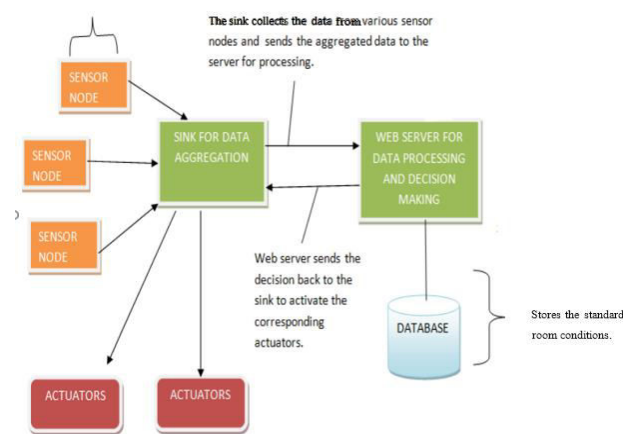 The sink collects the data from various sensor
nodes and sends the aggregated data to the
server for processing.
SENSOR
NODE
SENSOR
NODE
SENSOR
NODE
SINK FOR DATA
AGGREGATION
WEB SERVER FOR
DATA PROCESSING
AND DECISION
MAKING
Web server sends the
decision back to the
sink to activate the
corresponding
actuators.
DATABASE
Stores the standard
room conditions.
ACTUATORS
ACTUATORS